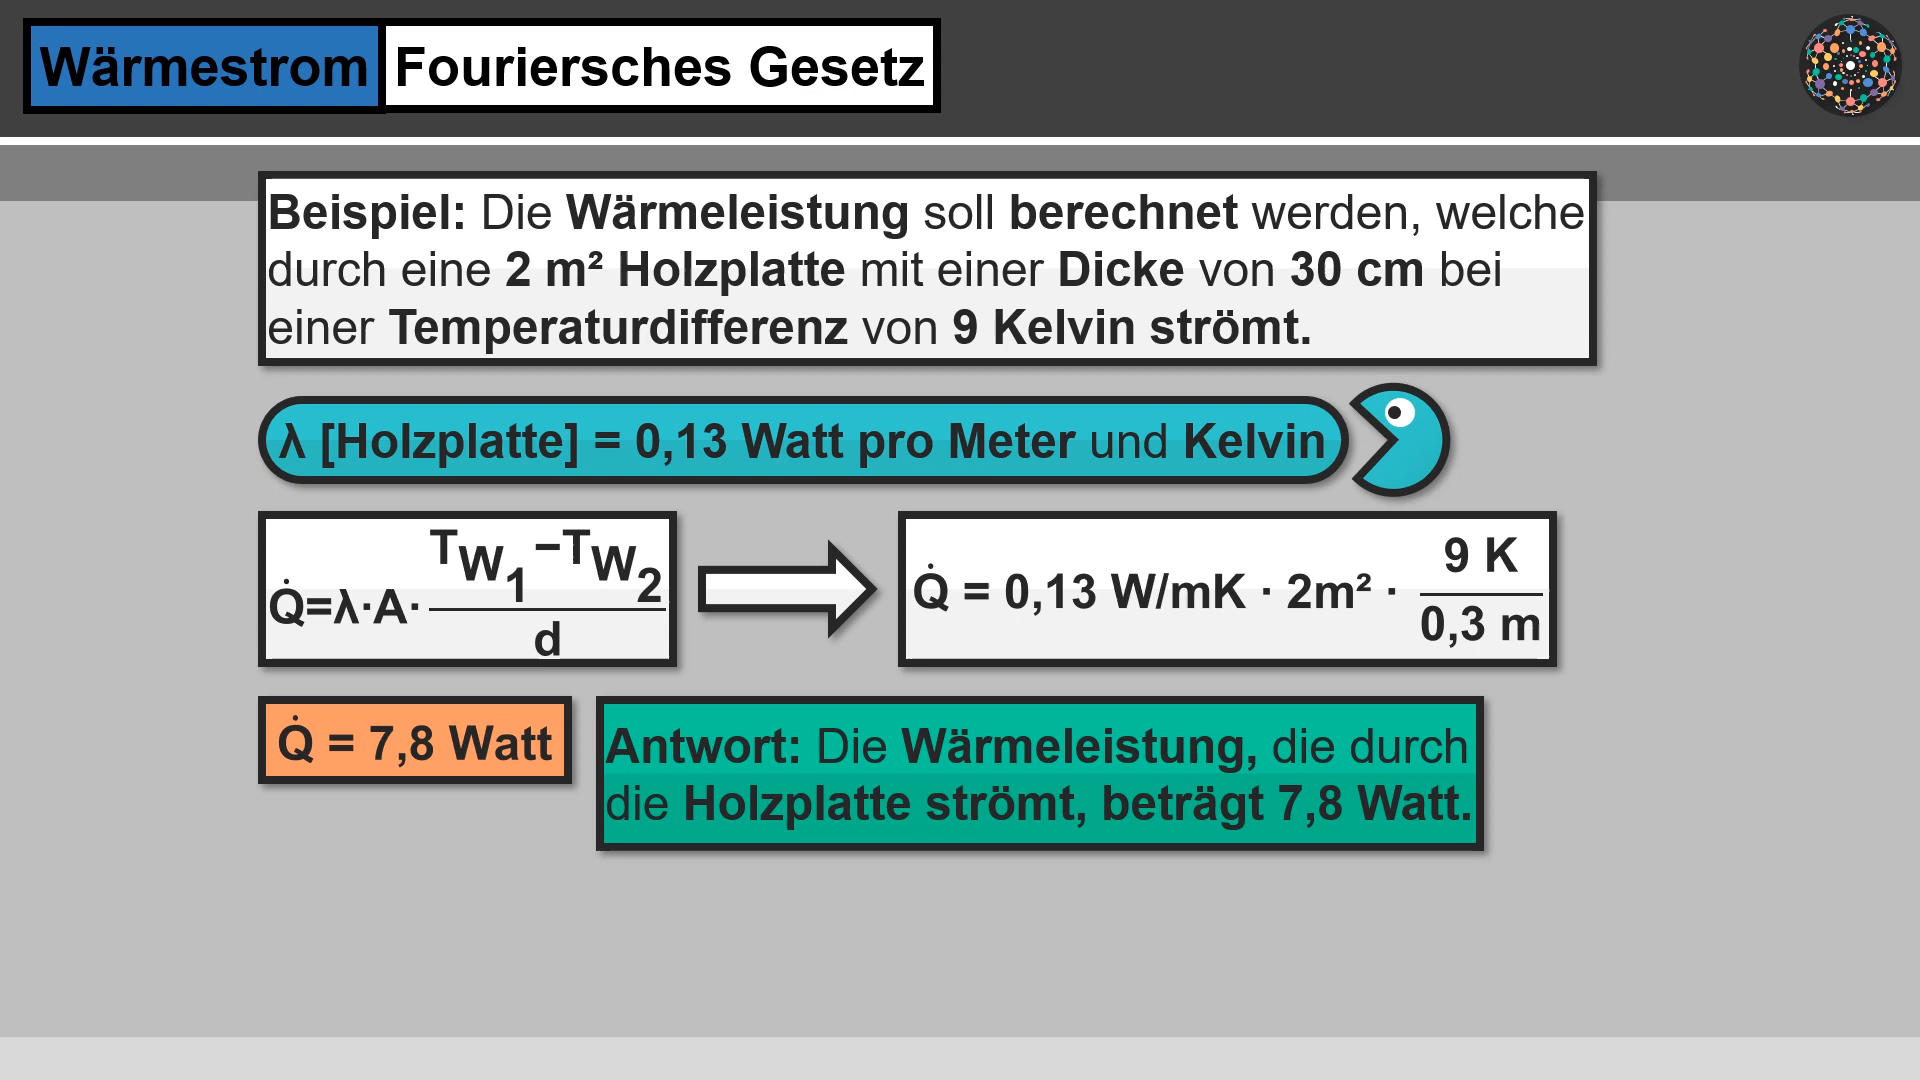 Wärmestrom Fouriersches Gesetz
Beispiel: Die Wärmeleistung soll berechnet werden, welche
durch eine 2 m² Holzplatte mit einer Dicke von 30 cm bei
einer Temperaturdifferenz von 9 Kelvin strömt.
λ [Holzplatte] = 0,13 Watt pro Meter und Kelvin
Q̇=λ·A· (T_W₁−T_W₂)/d
Q̇ = 0,13 W/mK · 2m² · 9 K/0,3 m
Q̇ = 7,8 Watt
Antwort: Die Wärmeleistung, die durch
die Holzplatte strömt, beträgt 7,8 Watt.